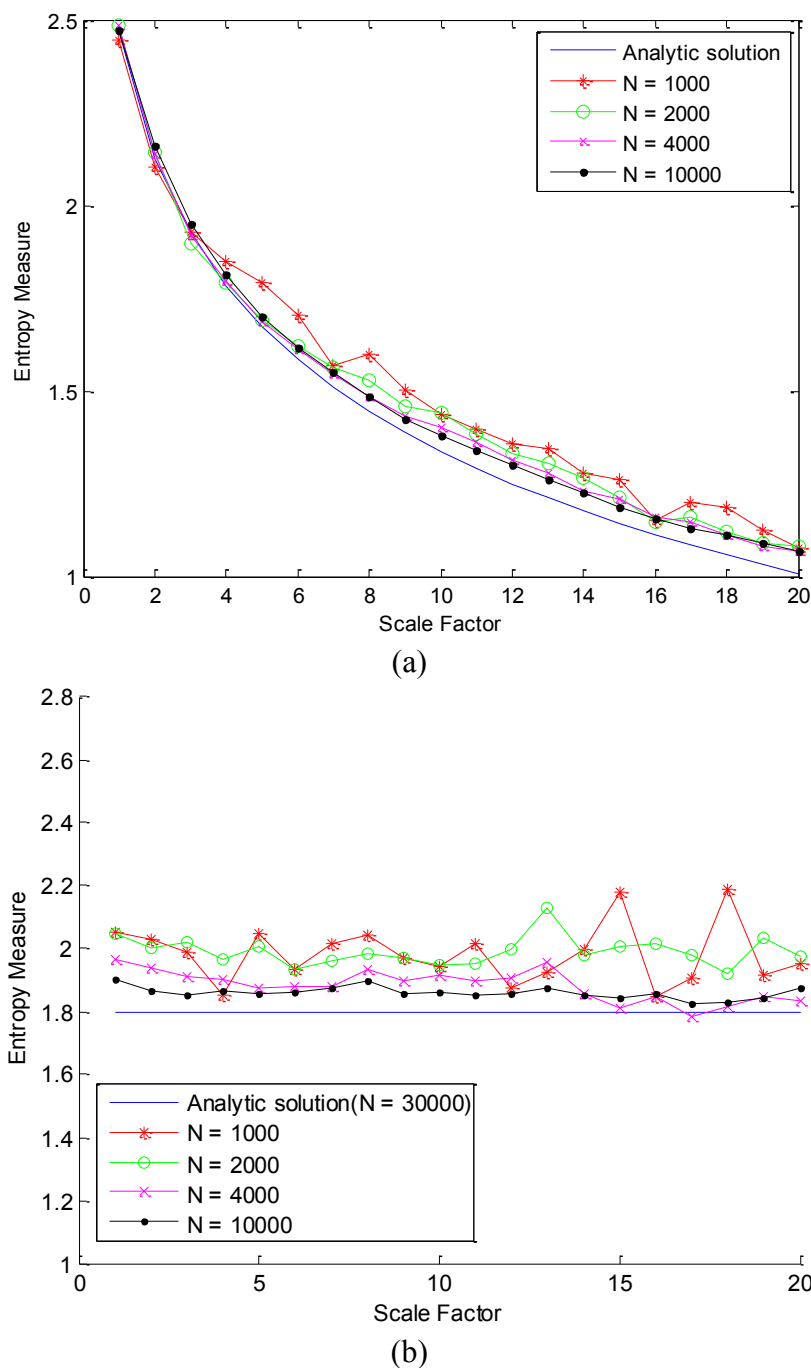 2.5
2
1.5
1
Entropy Measure
Analytic solution
N = 1000
N = 2000
N = 4000
N = 10000
0 2 4 6 8 10 12 14 16 18 20
Scale Factor
(a)
2.8
2.6
2.4
2.2
2
1.8
1.6
1.4
1.2
1
Entropy Measure
Analytic solution(N = 30000)
N = 1000
N = 2000
N = 4000
N = 10000
0 5 10 15 20
Scale Factor
(b)